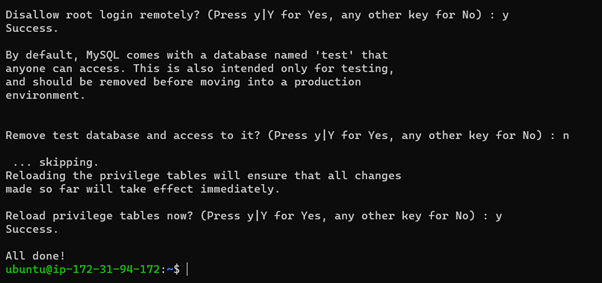 Disallow root login remotely? (Press y|Y for Yes, any other key for No) : y
Success.
By default, MySQL comes with a database named 'test' that
anyone can access. This is also intended only for testing,
and should be removed before moving into a production
environment.
Remove test database and access to it? (Press y|Y for Yes, any other key for No) : n
 ... skipping.
Reloading the privilege tables will ensure that all changes
made so far will take effect immediately.
Reload privilege tables now? (Press y|Y for Yes, any other key for No) : y
Success.
All done!
ubuntu@ip-172-31-94-172:~$